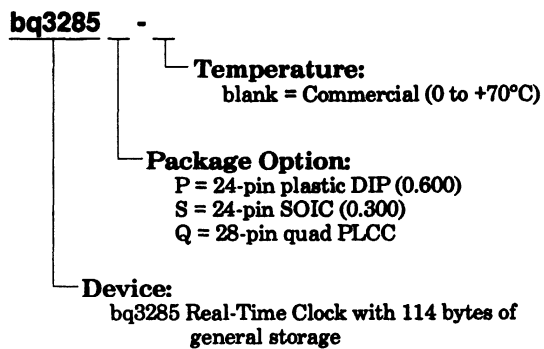 bq3285 _ - _
Temperature:
blank = Commercial (0 to +70°C)
Package Option:
P = 24-pin plastic DIP (0.600)
S = 24-pin SOIC (0.300)
Q = 28-pin quad PLCC
Device:
bq3285 Real-Time Clock with 114 bytes of
general storage